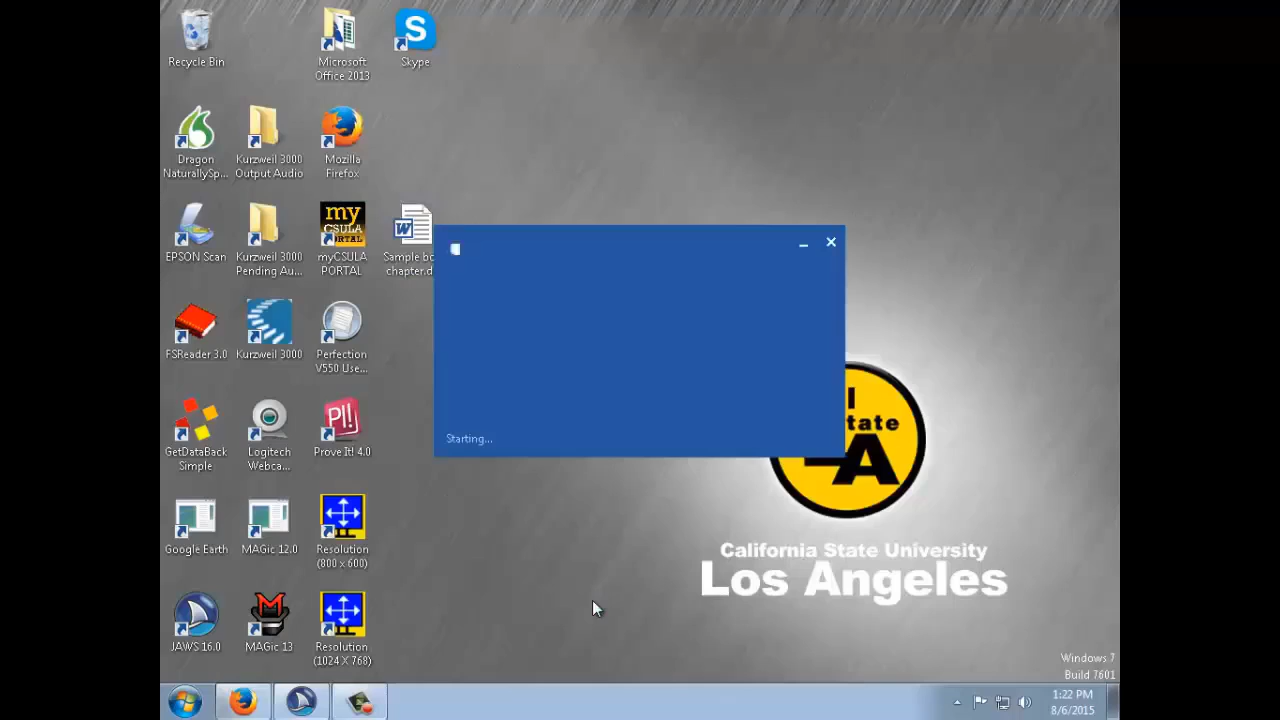 Recycle Bin
Microsoft
Office 2013
S
Skype
Dragon
NaturallySp...
Kurzweil 3000
Output Audio
Mozilla
Firefox
EPSON Scan
Kurzweil 3000
Pending Au...
my
CSULA
PORTAL
myCSULA
PORTAL
W
Sample bo
chapter.d
FSReader 3.0
Kurzweil 3000
Perfection
V550 Use...
GetDataBack
Simple
Logitech
Webca...
P!!
Prove It! 4.0
Google Earth
MAGic 12.0
Resolution
(800 x 600)
JAWS 16.0
MAGic 13
Resolution
(1024 X 768)
Starting...
tate
LA
California State University
Los Angeles
Windows 7
Build 7601
1:22 PM
8/6/2015